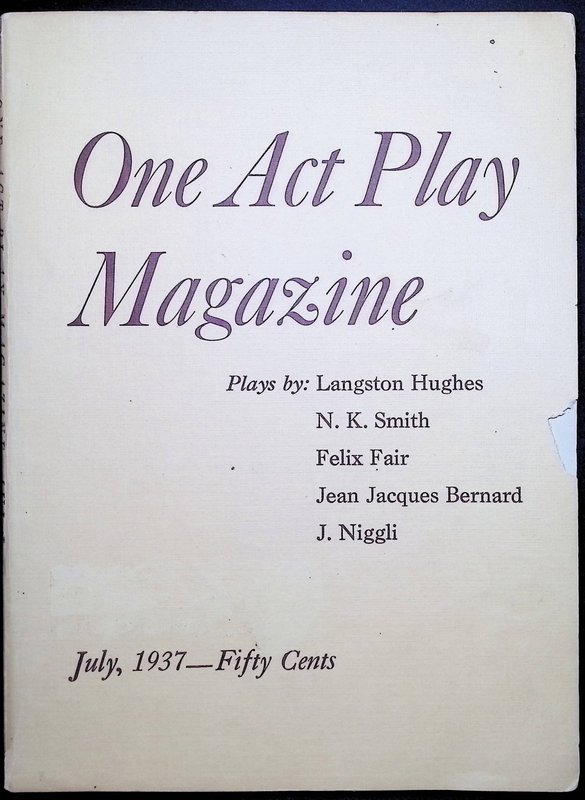 One Act Play
Magazine
Plays by: Langston Hughes
N. K. Smith
Felix Fair
Jean Jacques Bernard
J. Niggli
July, 1937—Fifty Cents